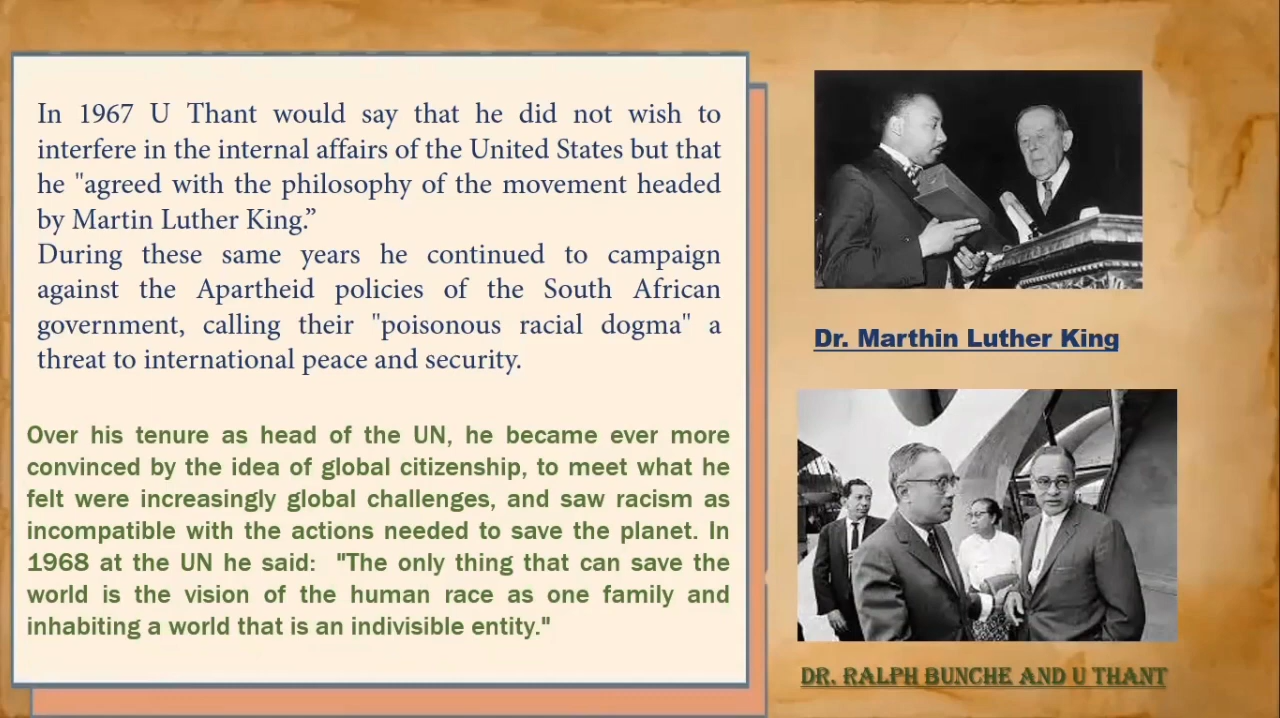 In 1967 U Thant would say that he did not wish to
interfere in the internal affairs of the United States but that
he "agreed with the philosophy of the movement headed
by Martin Luther King.”
During these same years he continued to campaign
against the Apartheid policies of the South African
government, calling their "poisonous racial dogma" a
threat to international peace and security.
Over his tenure as head of the UN, he became ever more
convinced by the idea of global citizenship, to meet what he
felt were increasingly global challenges, and saw racism as
incompatible with the actions needed to save the planet. In
1968 at the UN he said: "The only thing that can save the
world is the vision of the human race as one family and
inhabiting a world that is an indivisible entity."
Dr. Marthin Luther King
DR. RALPH BUNCHE AND U THANT